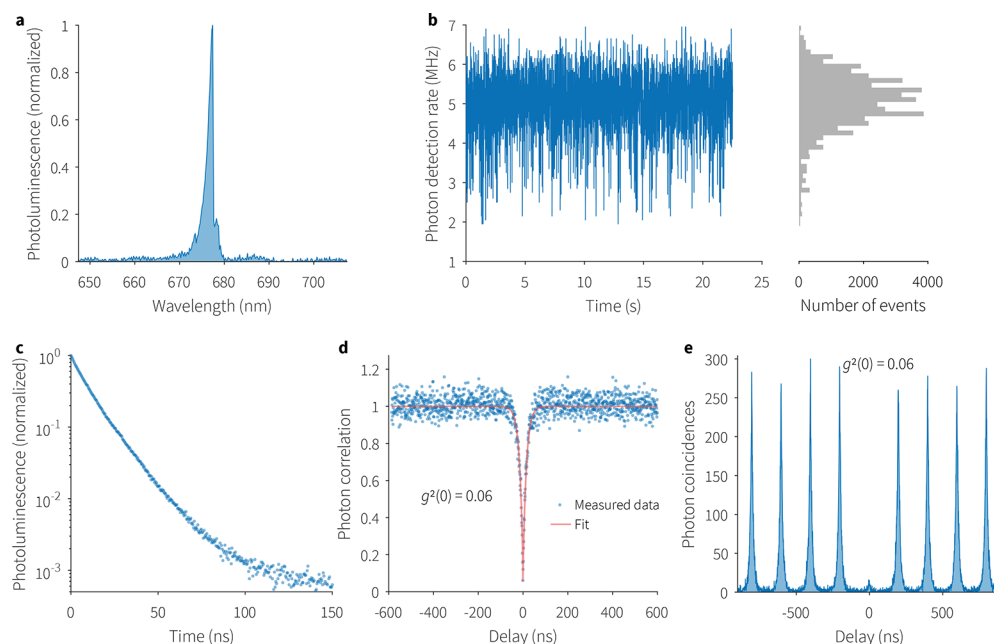 a
Photoluminescence (normalized)
1
0.8
0.6
0.4
0.2
0
650 660 670 680 690 700
Wavelength (nm)
b
Photon detection rate (MHz)
7
6
5
4
3
2
1
0 5 10 15 20 25
Time (s)
0 1000 2000 3000 4000
Number of events
c
Photoluminescence (normalized)
10⁰
10⁻¹
10⁻²
10⁻³
0 50 100 150
Time (ns)
d
Photon correlation
1.2
1
0.8
0.6
0.4
0.2
0
g²(0) = 0.06
Measured data
Fit
-600 -400 -200 0 200 400 600
Delay (ns)
e
Photon coincidences
300
250
200
150
100
50
0
g²(0) = 0.06
-500 0 500
Delay (ns)